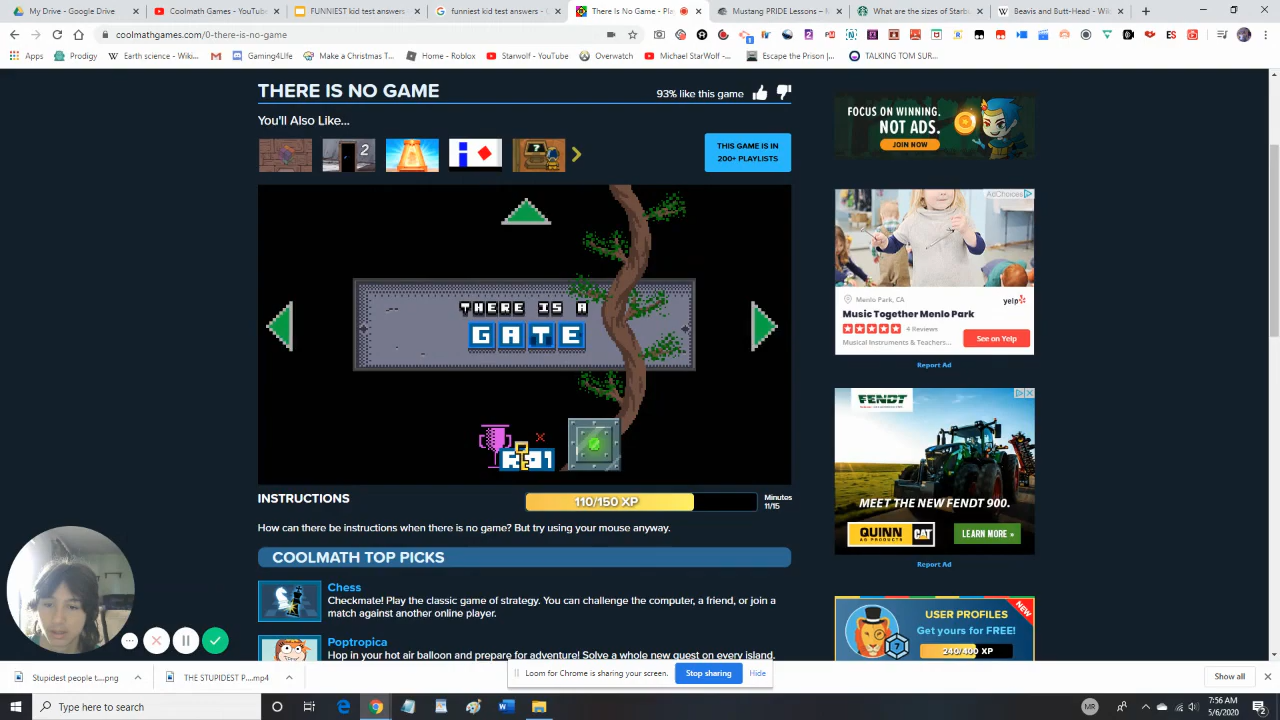 My Drive - Google Drive
FUNNIEST kid test answers -
funnest kid test answers -
There is No Game - Pla
Mustang PRIDE Lessons -
What are the sizes of Starb
Beavis and Butt-Head - Wik
coolmathgames.com/0-there-is-no-game
Apps
Prodigy
Earth science - Wiki...
Gaming4Life
Make a Christmas T...
Home - Roblox
Starwolf - YouTube
Overwolf
Michael StarWolf -...
Escape the Prison |...
TALKING TOM SUR...
THERE IS NO GAME
93% like this game
You'll Also Like...
2
THIS GAME IS IN
200+ PLAYLISTS
FOCUS ON WINNING.
NOT ADS.
JOIN NOW
AdChoices
THERE IS A
GATE
Menlo Park, CA
yelp
Music Together Menlo Park
4 Reviews
Musical Instruments & Teachers...
See on Yelp
Report Ad
FENDT
MEET THE NEW FENDT 900.
QUINN
AG PRODUCTS
CAT
LEARN MORE »
Report Ad
INSTRUCTIONS
110/150 XP
Minutes
11/15
How can there be instructions when there is no game? But try using your mouse anyway.
COOLMATH TOP PICKS
Chess
Checkmate! Play the classic game of strategy. You can challenge the computer, a friend, or join a
match against another online player.
Poptropica
Hop in your hot air balloon and prepare for adventure! Solve a whole new quest on every island.
NEW
USER PROFILES
Get yours for FREE!
240/400 XP
Stupidest people t....png
THE STUPIDEST P....mp4
Loom for Chrome is sharing your screen.
Stop sharing
Hide
Show all
Type here to search
MR
7:56 AM
5/6/2020
2